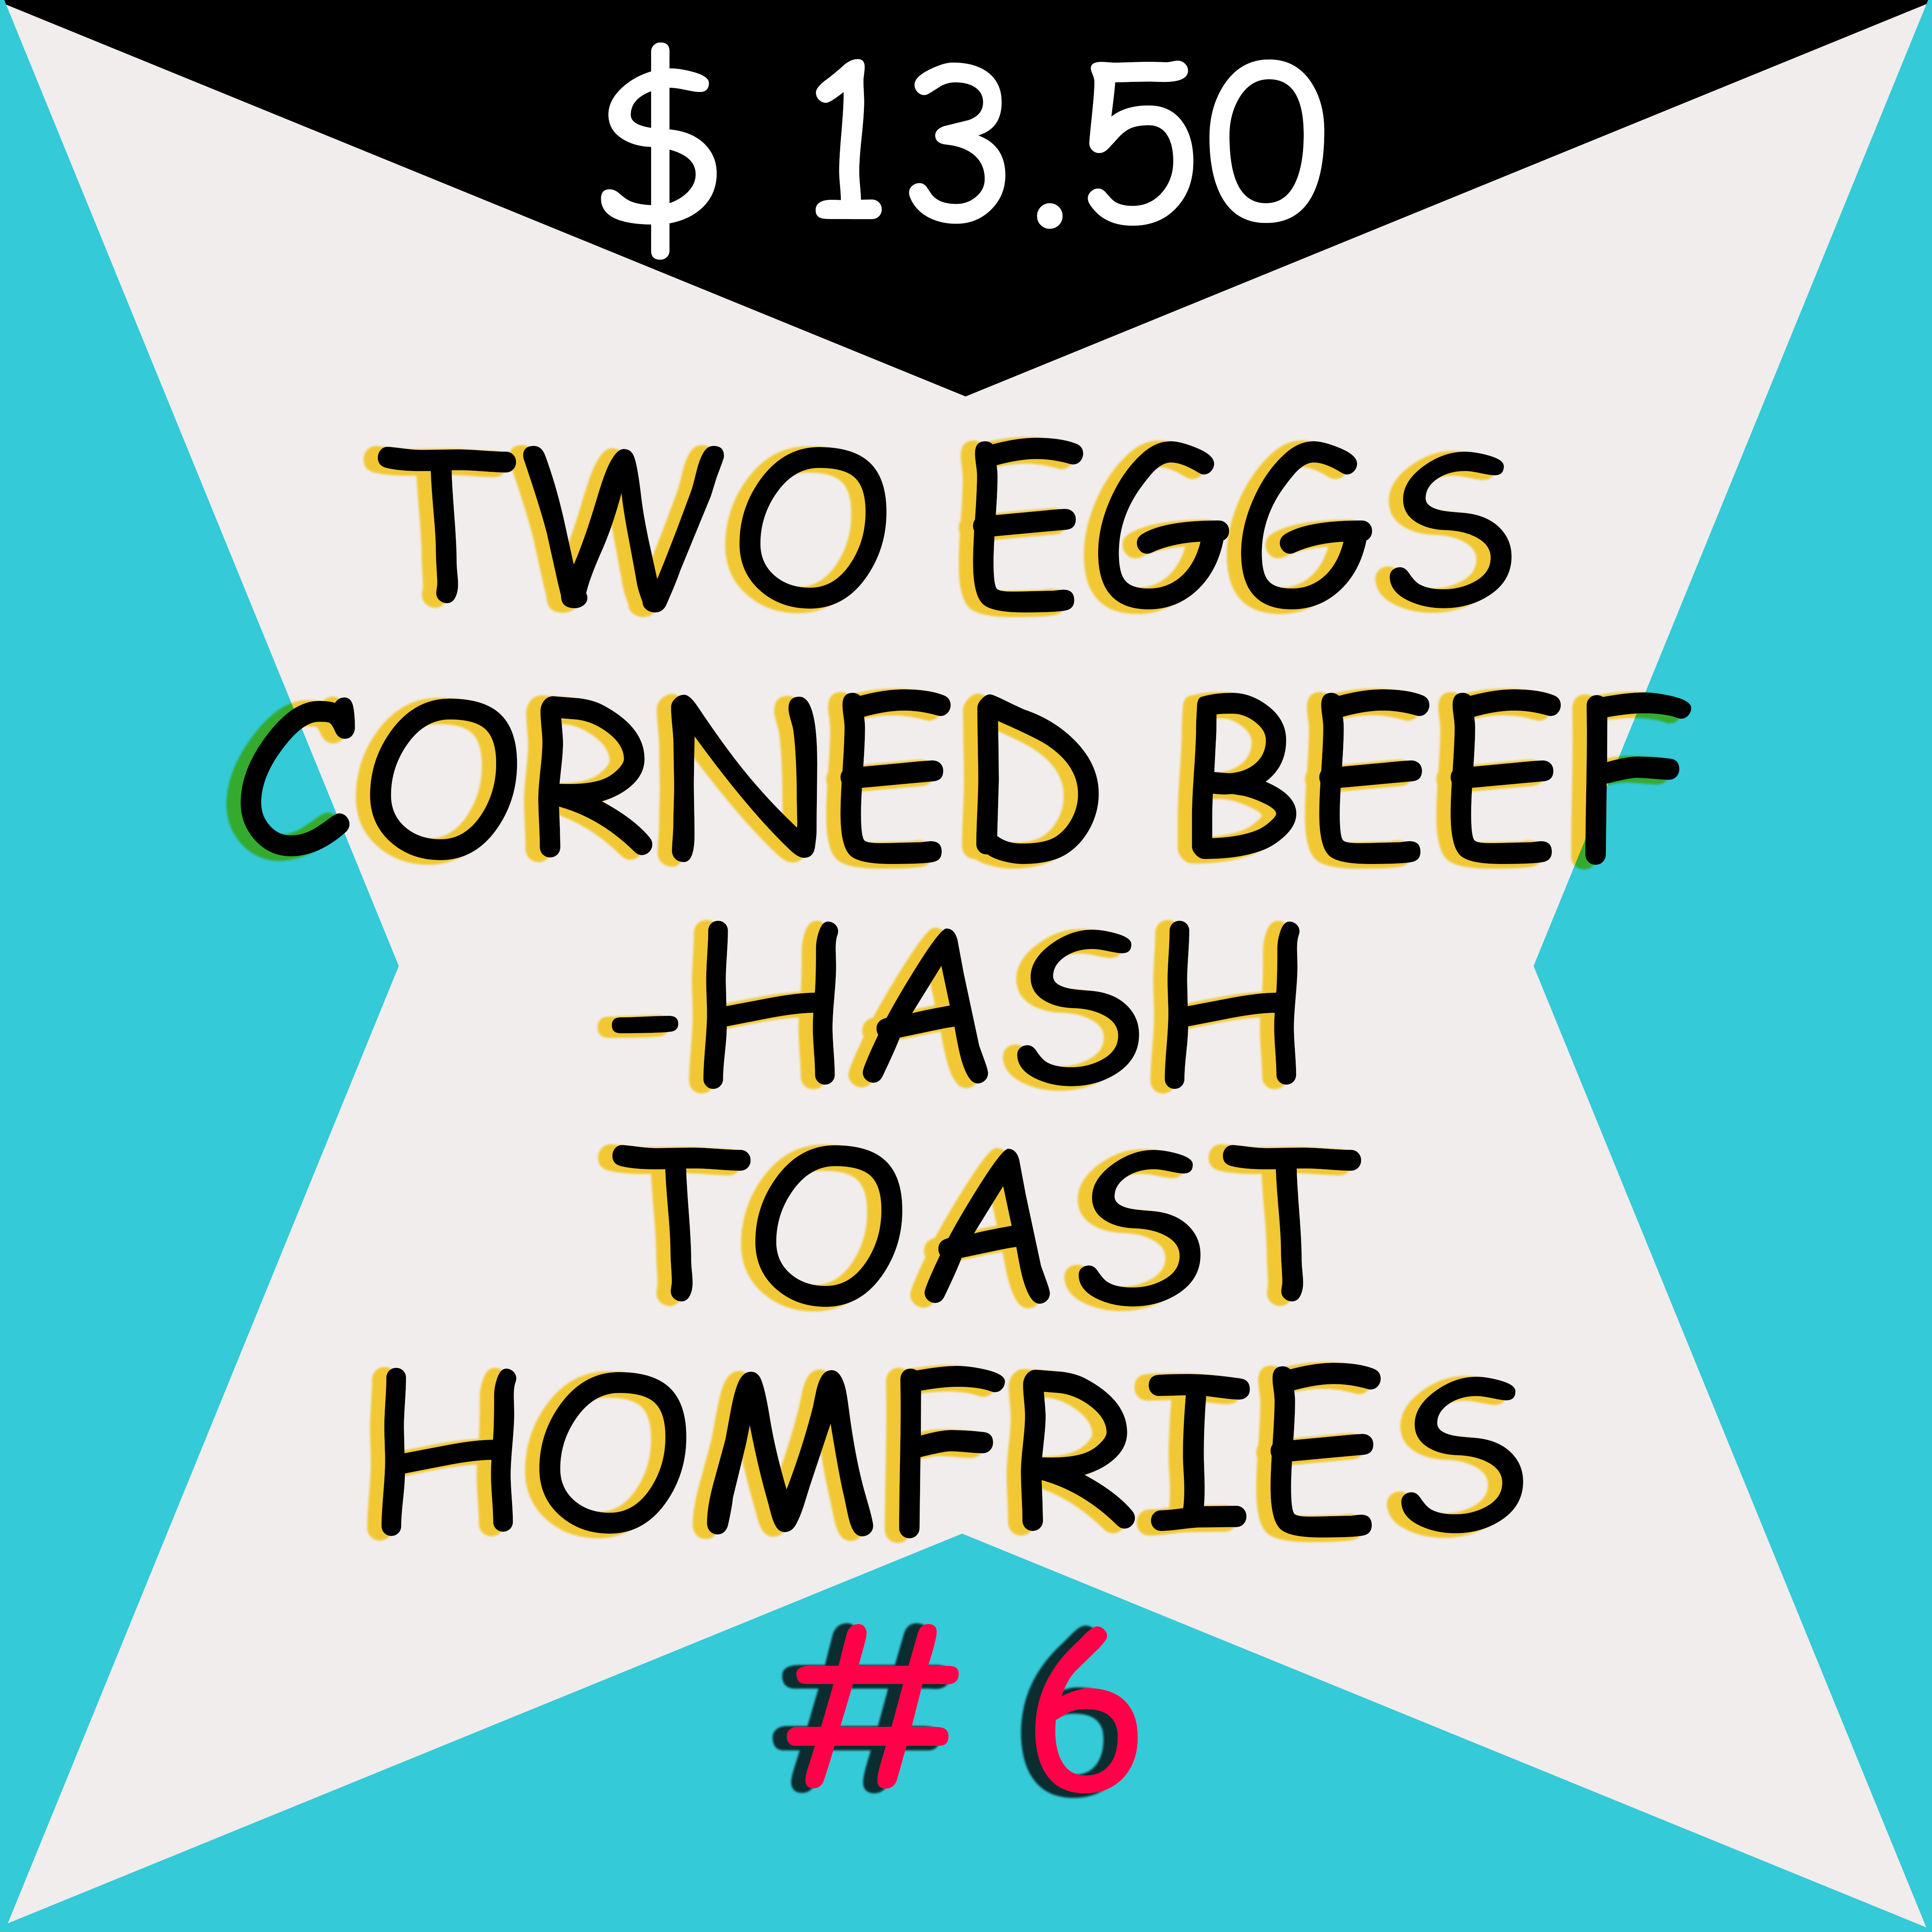 $ 13.50
TWO EGGS
CORNED BEEF
-HASH
TOAST
HOMFRIES
# 6